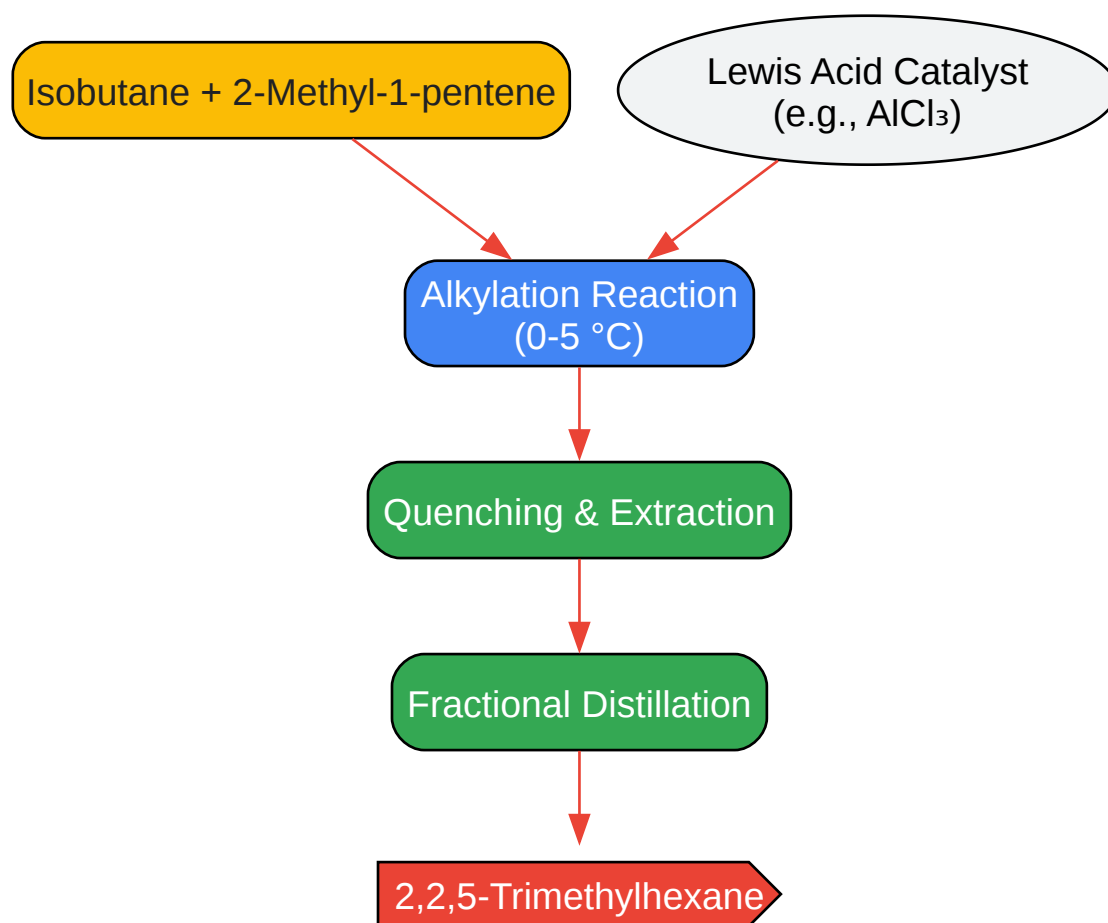 Isobutane + 2-Methyl-1-pentene
Lewis Acid Catalyst
(e.g., AlCl₃)
Alkylation Reaction
(0-5 °C)
Quenching & Extraction
Fractional Distillation
2,2,5-Trimethylhexane